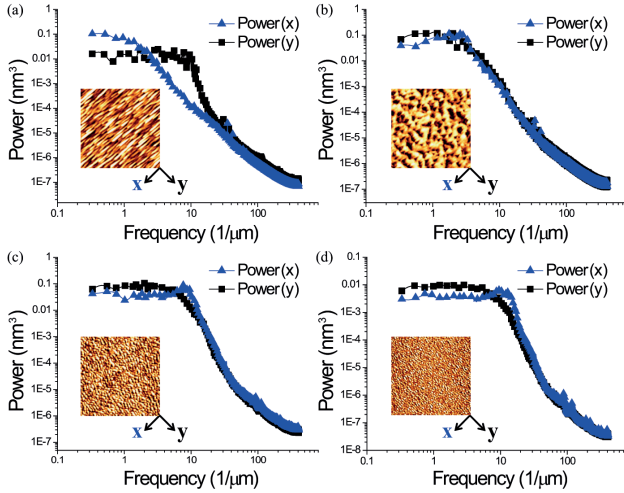 (a)
Power(x)
Power(y)
1
0.1
0.01
1E-3
1E-4
1E-5
1E-6
1E-7
Power (nm³)
x y
0.1 1 10 100
Frequency (1/μm)
(b)
Power(x)
Power(y)
1
0.1
0.01
1E-3
1E-4
1E-5
1E-6
1E-7
Power (nm³)
x y
0.1 1 10 100
Frequency (1/μm)
(c)
Power(x)
Power(y)
1
0.1
0.01
1E-3
1E-4
1E-5
1E-6
1E-7
Power (nm³)
x y
0.1 1 10 100
Frequency (1/μm)
(d)
Power(x)
Power(y)
1
0.1
0.01
1E-3
1E-4
1E-5
1E-6
1E-7
1E-8
Power (nm³)
x y
0.1 1 10 100
Frequency (1/μm)